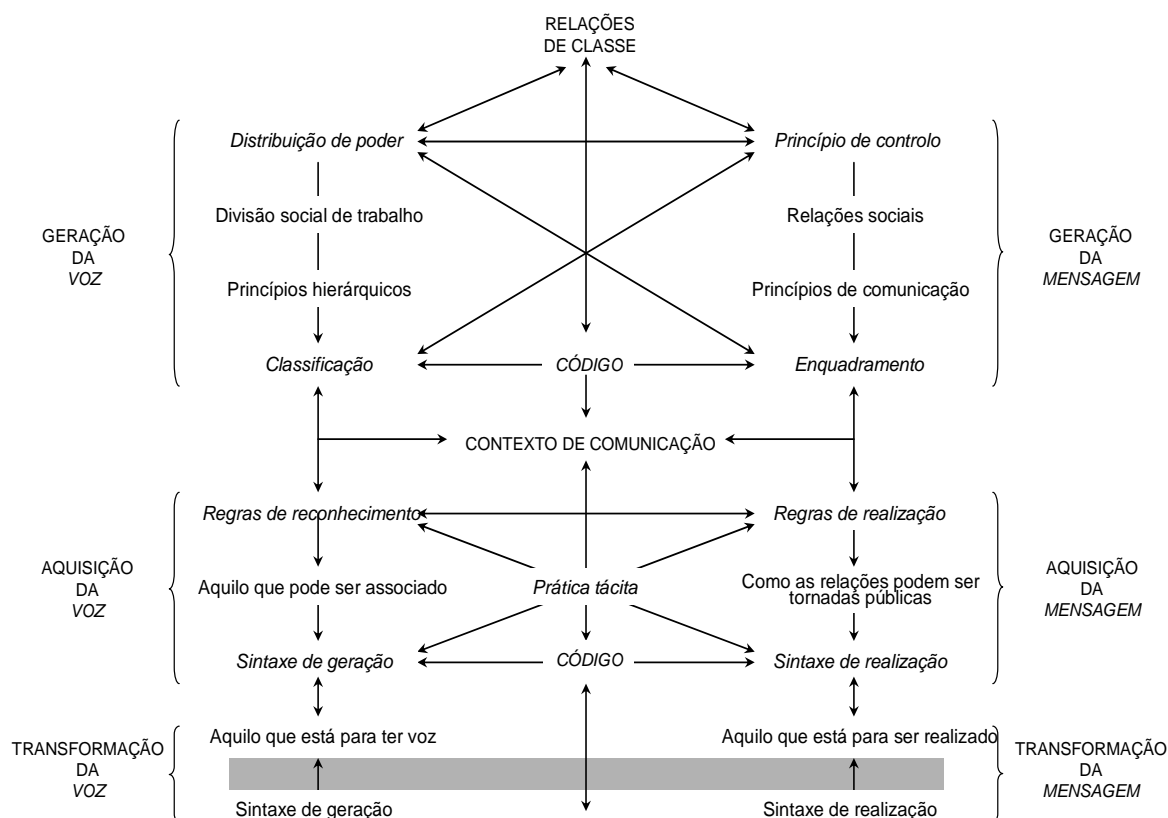 RELAÇÕES
DE CLASSE
Distribuição de poder
Princípio de controlo
Divisão social de trabalho
Relações sociais
GERAÇÃO
DA
VOZ
GERAÇÃO
DA
MENSAGEM
Princípios hierárquicos
Princípios de comunicação
Classificação
CÓDIGO
Enquadramento
CONTEXTO DE COMUNICAÇÃO
Regras de reconhecimento
Regras de realização
AQUISIÇÃO
DA
VOZ
Aquilo que pode ser associado
Prática tácita
Como as relações podem ser
tornadas públicas
AQUISIÇÃO
DA
MENSAGEM
Sintaxe de geração
CÓDIGO
Sintaxe de realização
TRANSFORMAÇÃO
DA
VOZ
Aquilo que está para ter voz
Aquilo que está para ser realizado
TRANSFORMAÇÃO
DA
MENSAGEM
Sintaxe de geração
Sintaxe de realização